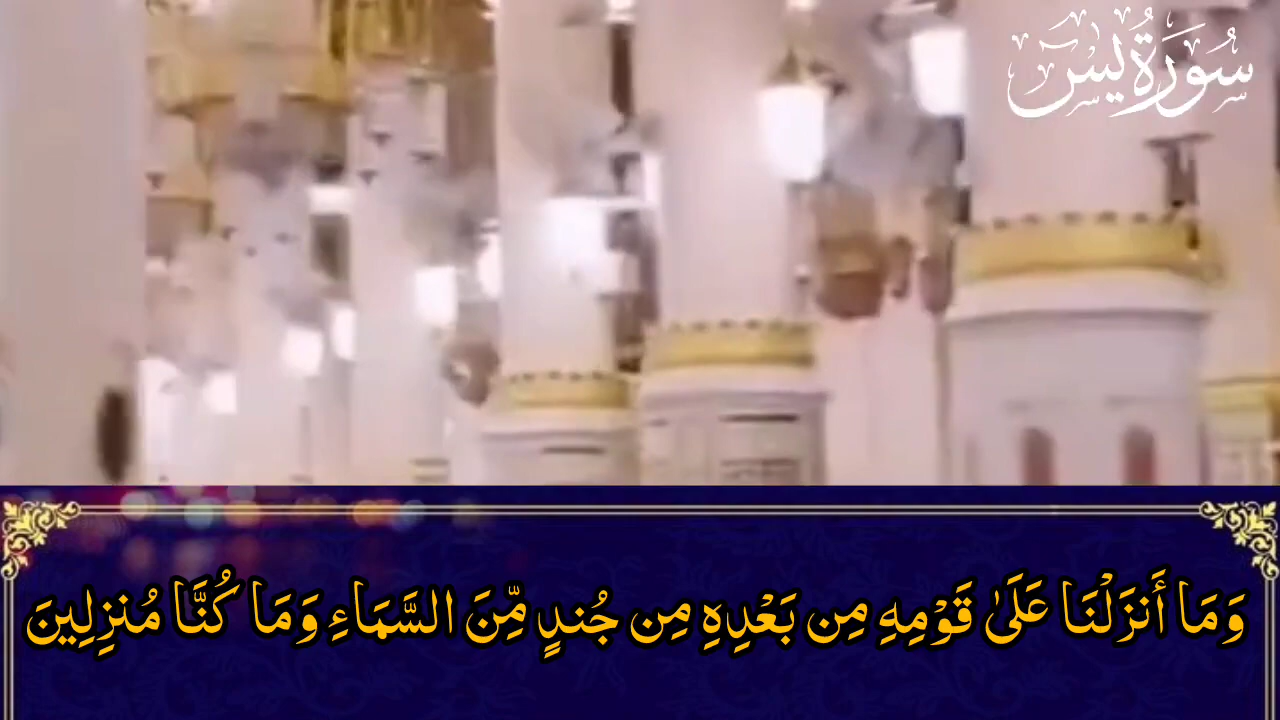 سُورَةُ يس
وَمَا أَنزَلْنَا عَلَىٰ قَوْمِهِ مِن بَعْدِهِ مِن جُندٍ مِّنَ السَّمَاءِ وَمَا كُنَّا مُنزِلِينَ